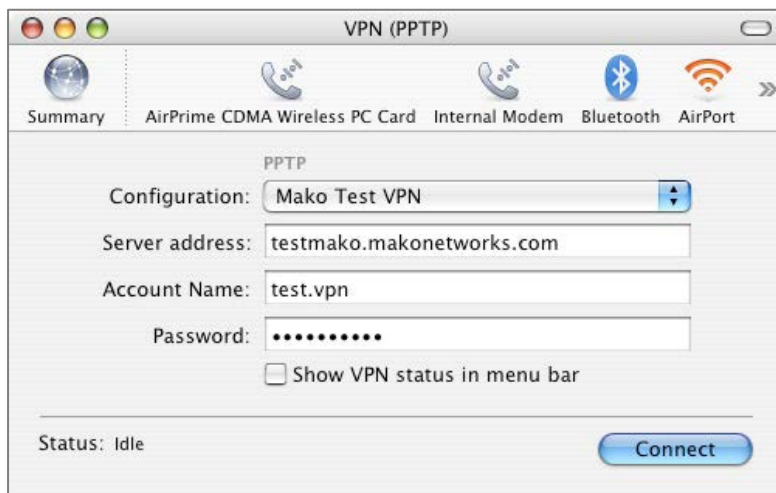 VPN (PPTP)
Summary
AirPrime CDMA Wireless PC Card
Internal Modem
Bluetooth
AirPort
PPTP
Configuration: Mako Test VPN
Server address: testmako.makonetworks.com
Account Name: test.vpn
Password: ••••••••••
Show VPN status in menu bar
Status: Idle
Connect